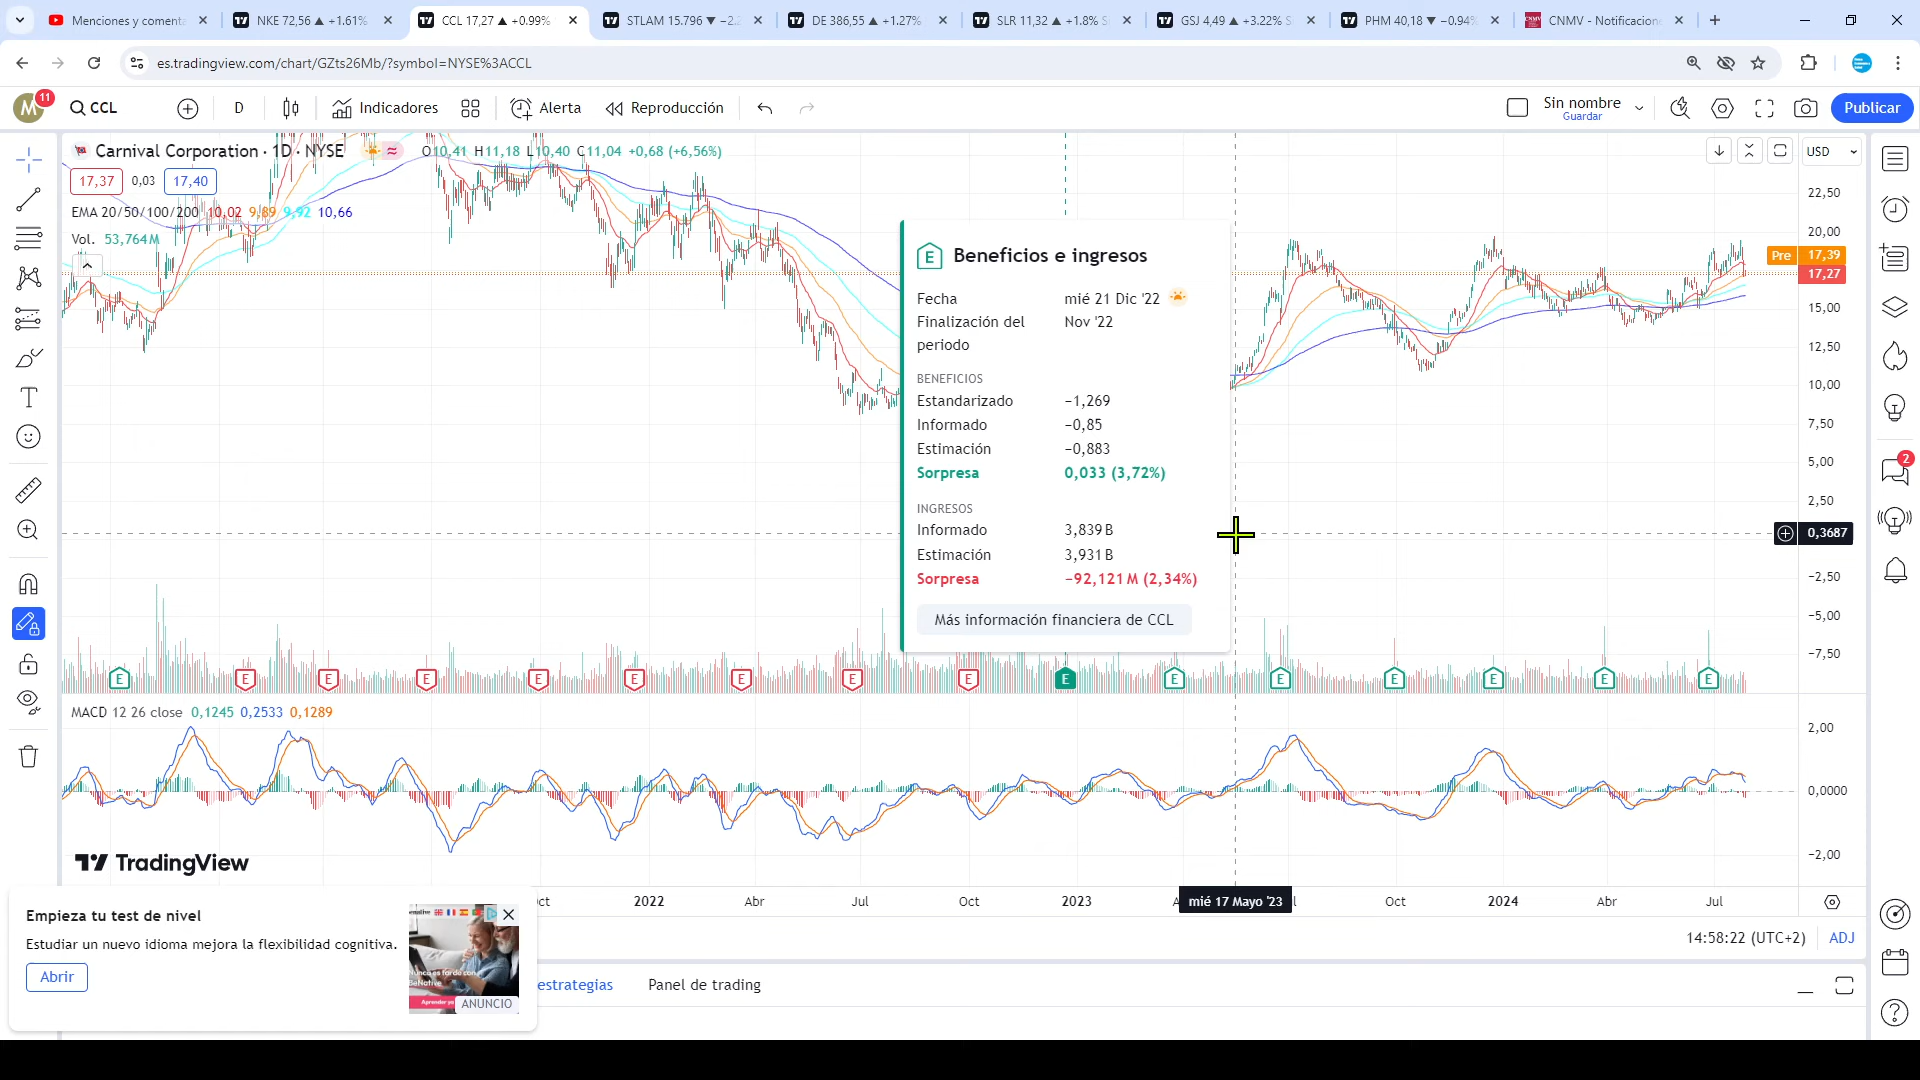 Menciones y comenta
NKE 72,56 ▲ +1.61%
CCL 17,27 ▲ +0.99%
STLAM 15.796 ▼ −2.
DE 386,55 ▲ +1.27%
SLR 11,32 ▲ +1.8% S
GSJ 4,49 ▲ +3.22% S
PHM 40,18 ▼ −0.94%
CNMV - Notificacion
es.tradingview.com/chart/GZts26Mb/?symbol=NYSE%3ACCL
M
11
CCL
D
Indicadores
Alerta
Reproducción
Sin nombre
Guardar
Publicar
Carnival Corporation · 1D · NYSE
O10,41 H11,18 L10,40 C11,04 +0,68 (+6,56%)
USD
17,37
0,03
17,40
EMA 20/50/100/200 10,02 9,89 9,92 10,66
Vol. 53,764 M
22,50
20,00
Pre 17,39
17,27
15,00
12,50
10,00
7,50
5,00
2,50
0,3687
−2,50
−5,00
−7,50
Beneficios e ingresos
Fecha mié 21 Dic '22
Finalización del periodo Nov '22
BENEFICIOS
Estandarizado −1,269
Informado −0,85
Estimación −0,883
Sorpresa 0,033 (3,72%)
INGRESOS
Informado 3,839 B
Estimación 3,931 B
Sorpresa −92,121 M (2,34%)
Más información financiera de CCL
2
E E E E E E E E E E E E E E E E
MACD 12 26 close 0,1245 0,2533 0,1289
2,00
0,0000
−2,00
TradingView
ct 2022 Abr Jul Oct 2023 mié 17 Mayo '23 Oct 2024 Abr Jul
14:58:22 (UTC+2) ADJ
Empieza tu test de nivel
Estudiar un nuevo idioma mejora la flexibilidad cognitiva.
Abrir
ANUNCIO
estrategias
Panel de trading